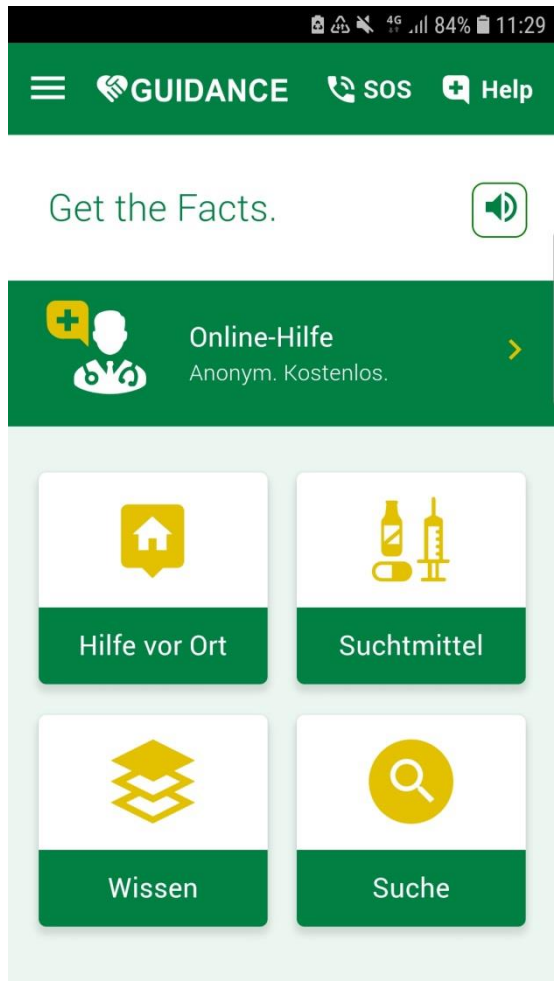 4G 84% 11:29
GUIDANCE SOS Help
Get the Facts.
Online-Hilfe
Anonym. Kostenlos.
Hilfe vor Ort Suchtmittel
Wissen Suche